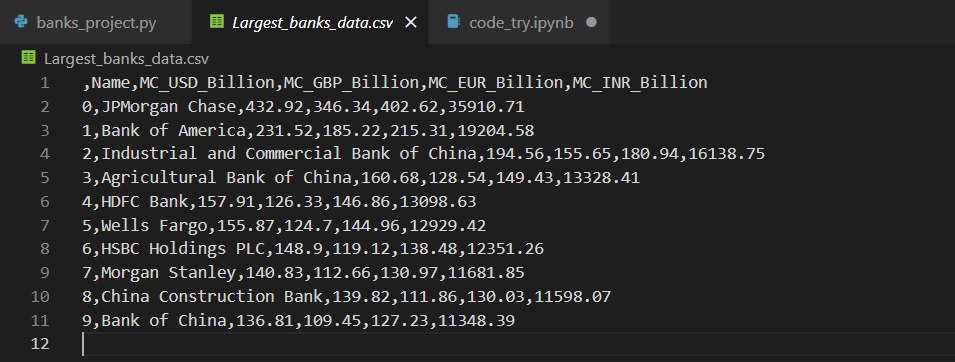 banks_project.py Largest_banks_data.csv code_try.ipynb
Largest_banks_data.csv
1 ,Name,MC_USD_Billion,MC_GBP_Billion,MC_EUR_Billion,MC_INR_Billion
2 0,JPMorgan Chase,432.92,346.34,402.62,35910.71
3 1,Bank of America,231.52,185.22,215.31,19204.58
4 2,Industrial and Commercial Bank of China,194.56,155.65,180.94,16138.75
5 3,Agricultural Bank of China,160.68,128.54,149.43,13328.41
6 4,HDFC Bank,157.91,126.33,146.86,13098.63
7 5,Wells Fargo,155.87,124.7,144.96,12929.42
8 6,HSBC Holdings PLC,148.9,119.12,138.48,12351.26
9 7,Morgan Stanley,140.83,112.66,130.97,11681.85
10 8,China Construction Bank,139.82,111.86,130.03,11598.07
11 9,Bank of China,136.81,109.45,127.23,11348.39
12